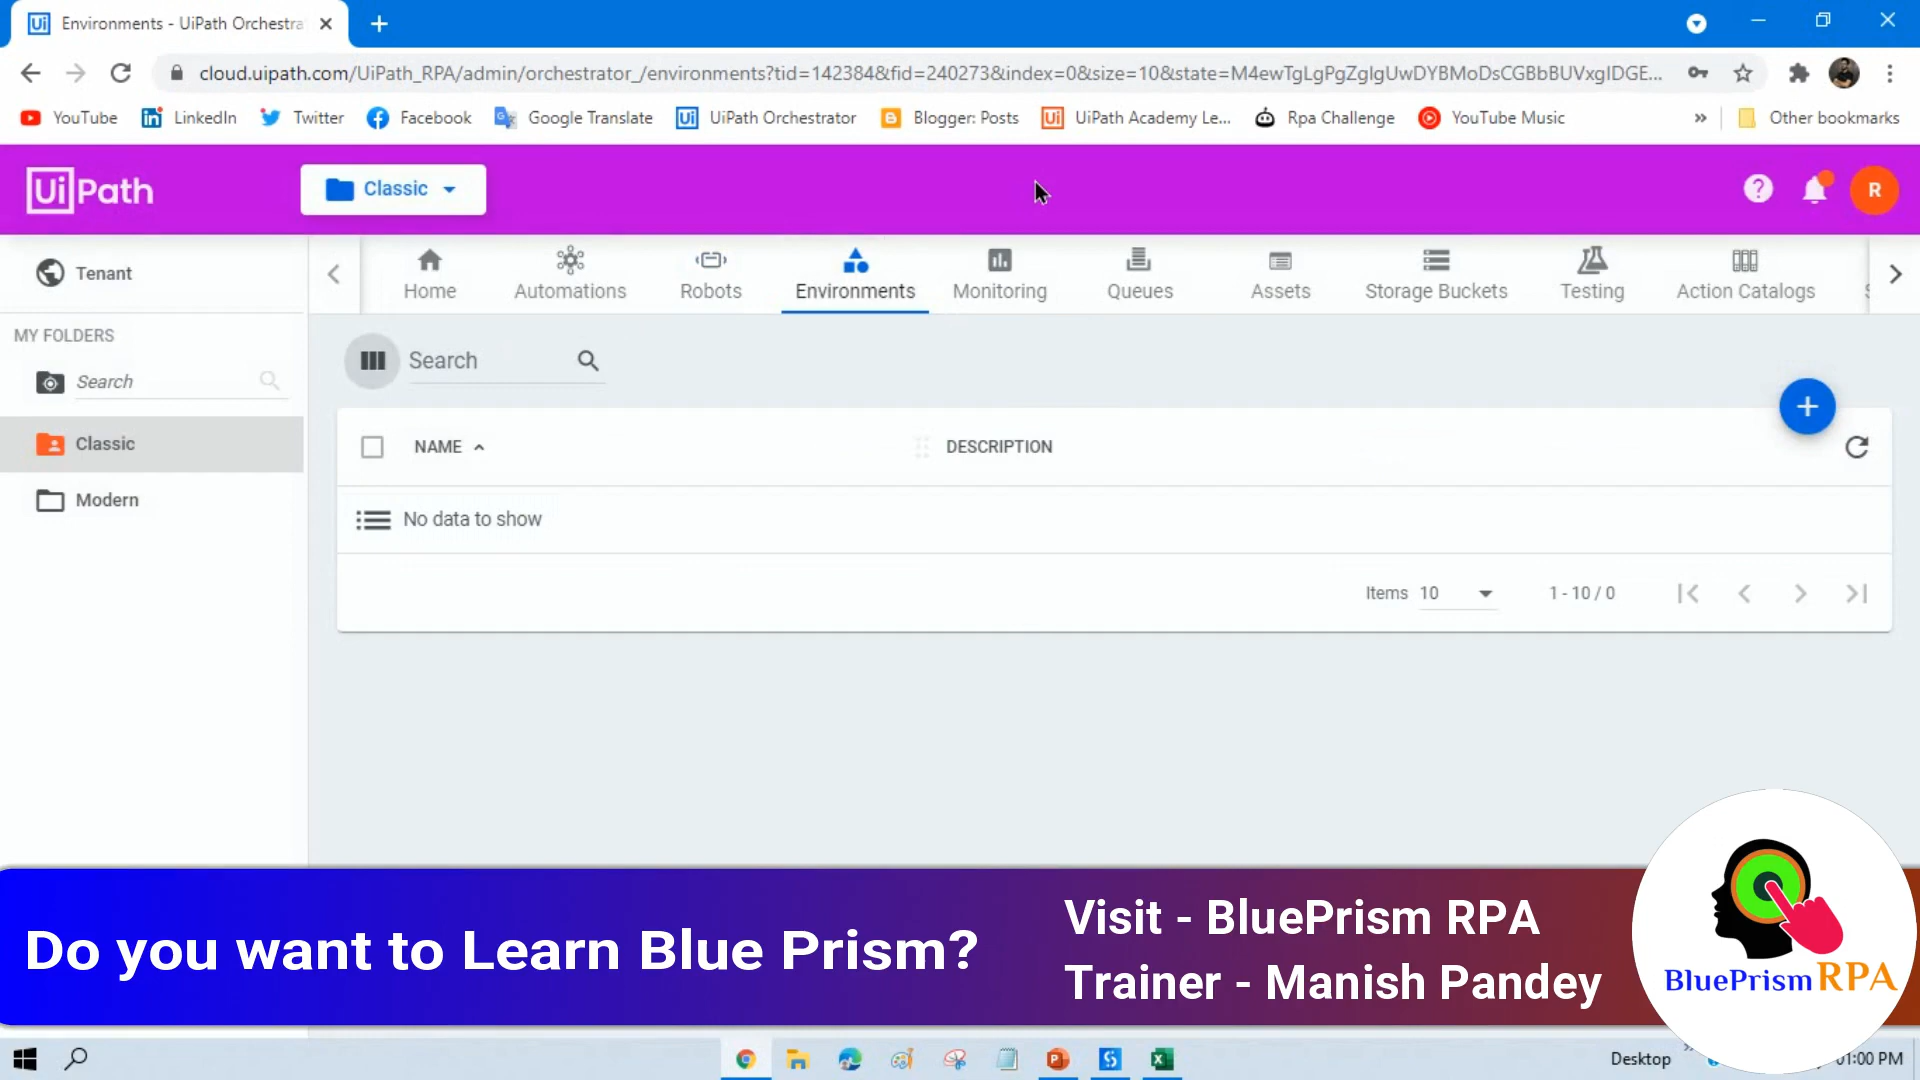 Environments - UiPath Orchestra
cloud.uipath.com/UiPath_RPA/admin/orchestrator_/environments?tid=142384&fid=240273&index=0&size=10&state=M4ewTgLgPgZglgUwDYBMoDsCGBbBUVxgIDGE...
YouTube LinkedIn Twitter Facebook Google Translate UiPath Orchestrator Blogger: Posts UiPath Academy Le... Rpa Challenge YouTube Music » Other bookmarks
UiPath Classic R
Tenant
Home Automations Robots Environments Monitoring Queues Assets Storage Buckets Testing Action Catalogs
MY FOLDERS
Search
Classic
Modern
Search
NAME DESCRIPTION
No data to show
Items 10 1 - 10 / 0
Do you want to Learn Blue Prism?
Visit - BluePrism RPA
Trainer - Manish Pandey
BluePrism RPA
Desktop 01:00 PM